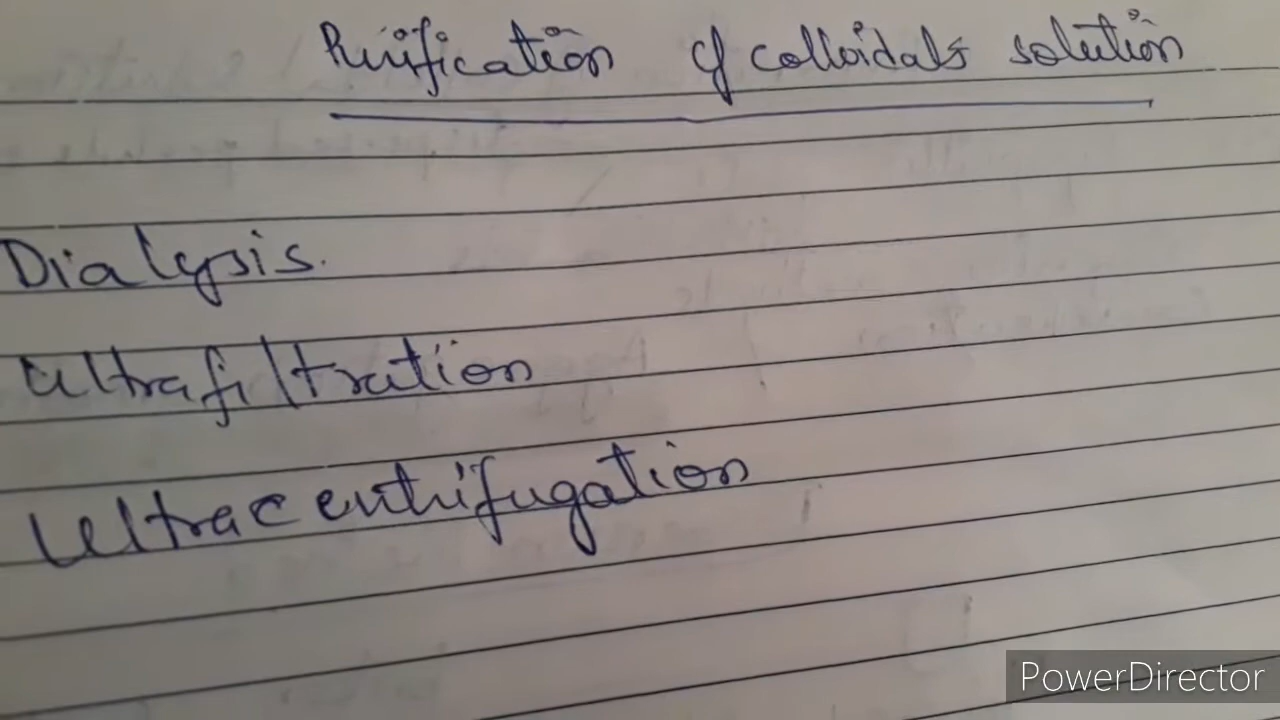 Purification of colloidals solution
Dialysis.
Ultrafiltration
Ultracentrifugation
PowerDirector